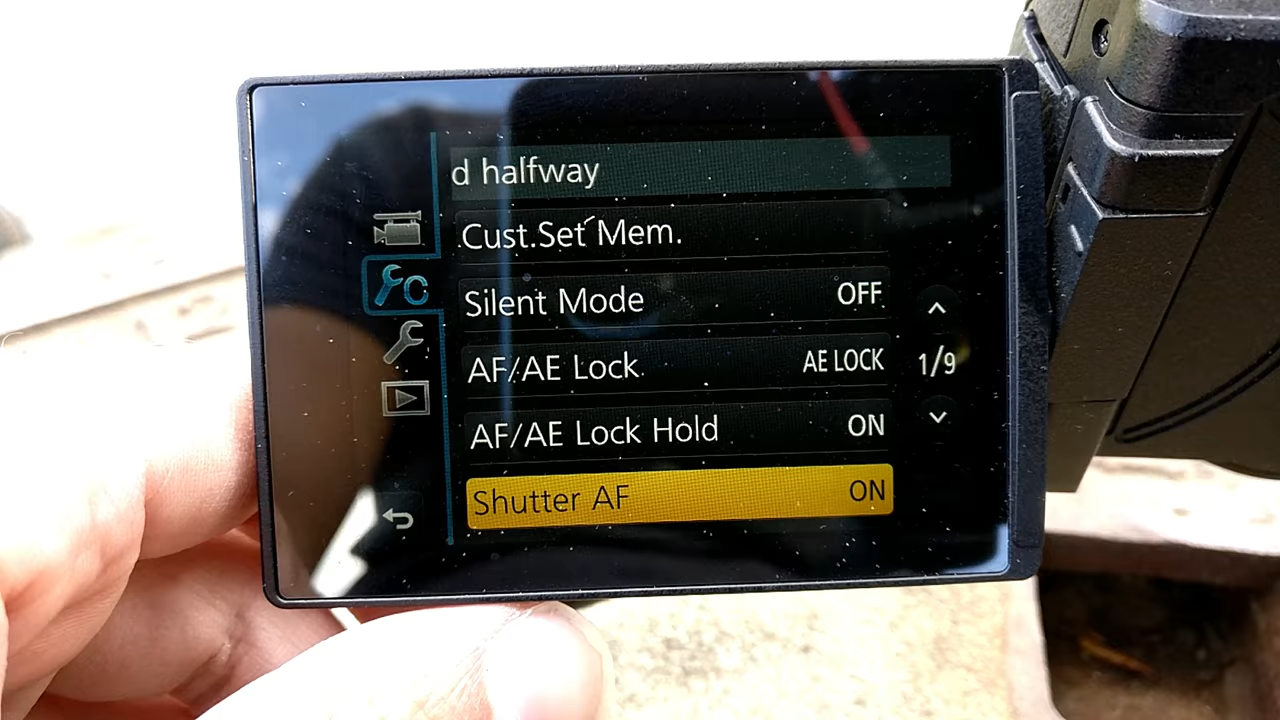 d halfway
Cust.Set Mem.
Silent Mode OFF
AF/AE Lock AE LOCK
1/9
AF/AE Lock Hold ON
Shutter AF ON
C